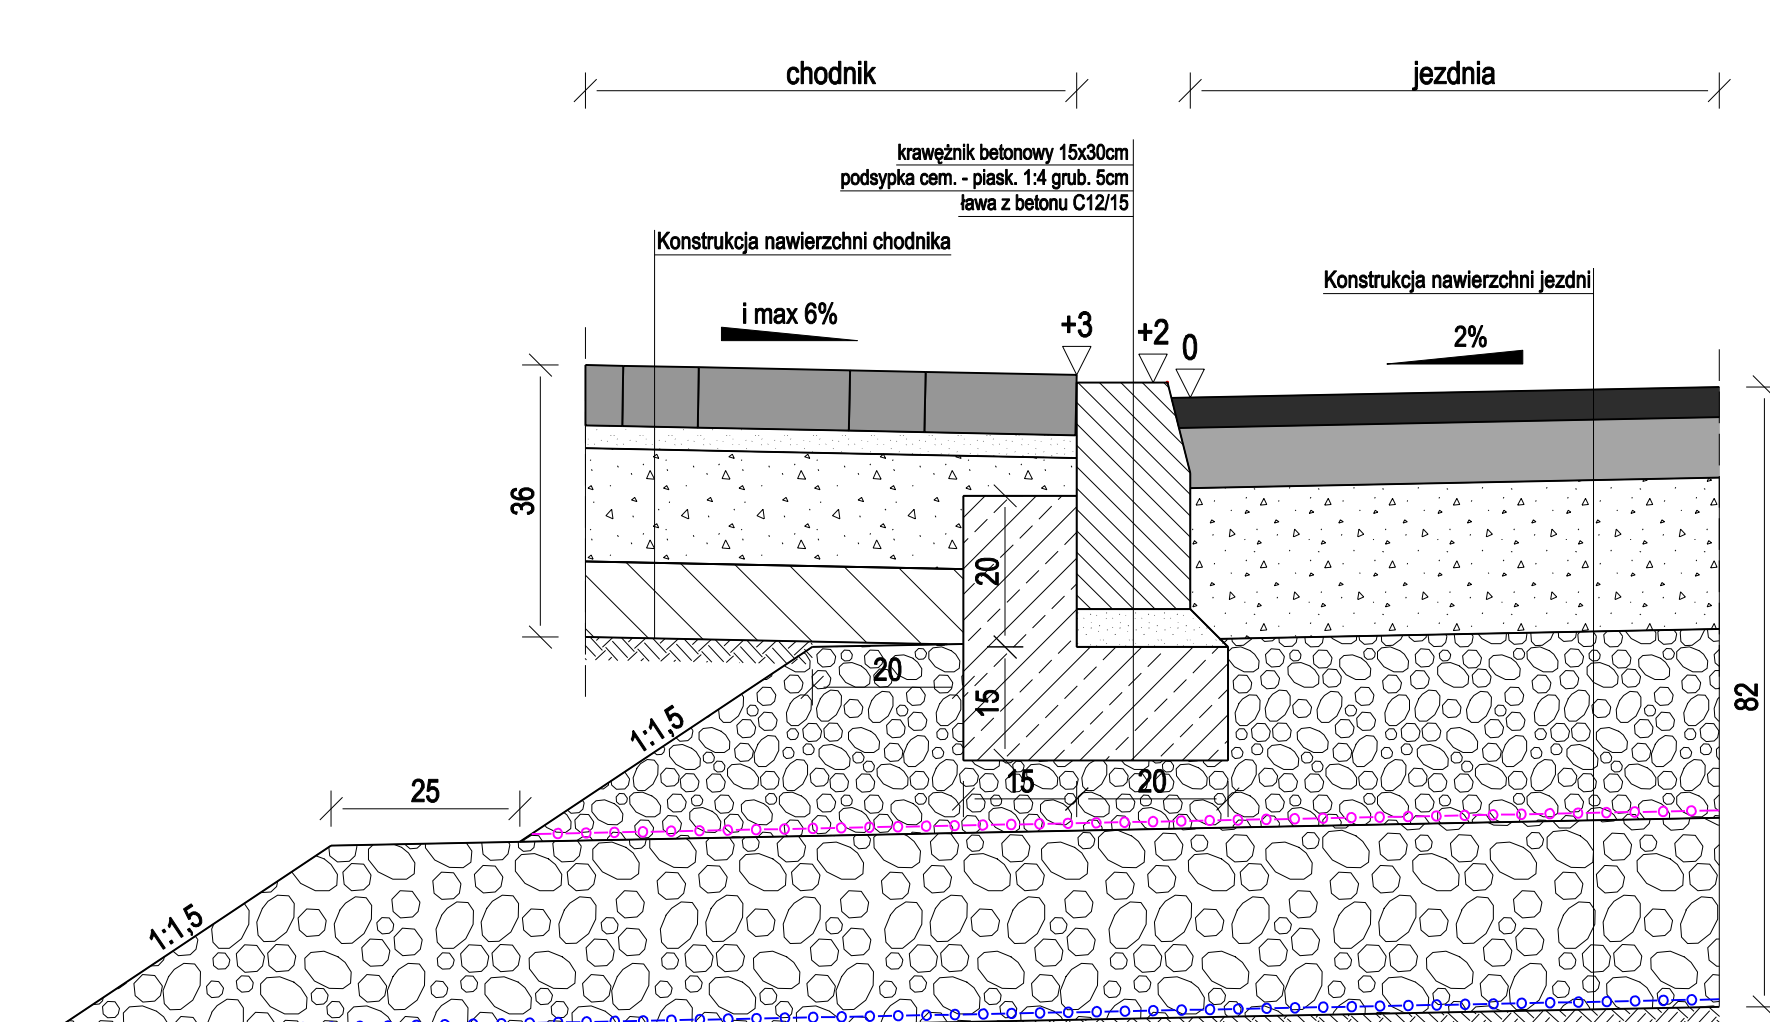 chodnik
jezdnia
krawężnik betonowy 15x30cm
podsypka cem. - piask. 1:4 grub. 5cm
ława z betonu C12/15
Konstrukcja nawierzchni chodnika
Konstrukcja nawierzchni jezdni
i max 6%
+3
+2
0
2%
36
20
20
15
82
1:1,5
25
15
20
1:1,5